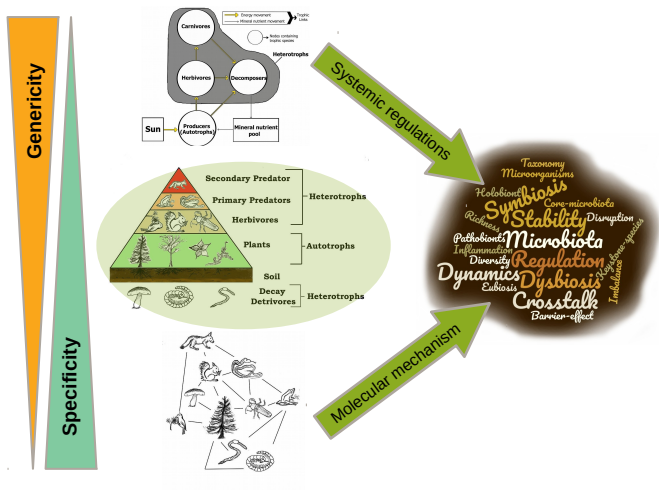 Genericity
Specificity
Energy movement
Mineral nutrient movement
Trophic
Links
Nodes containing
trophic species
Carnivores
Heterotrophs
Herbivores
Decomposers
Sun
Producers
(Autotrophs)
Mineral nutrient
pool
Secondary Predator
Primary Predators
Heterotrophs
Herbivores
Plants
Autotrophs
Soil
Decay
Detrivores
Heterotrophs
Systemic regulations
Molecular mechanism
Taxonomy
Microorganisms
Holobiont
Symbiosis
Core-microbiota
Richness
Stability
Disruption
Pathobionts
Microbiota
Keystone-species
Inflammation
Diversity
Regulation
Dynamics
Dysbiosis
Imbalance
Eubiosis
Crosstalk
Barrier-effect